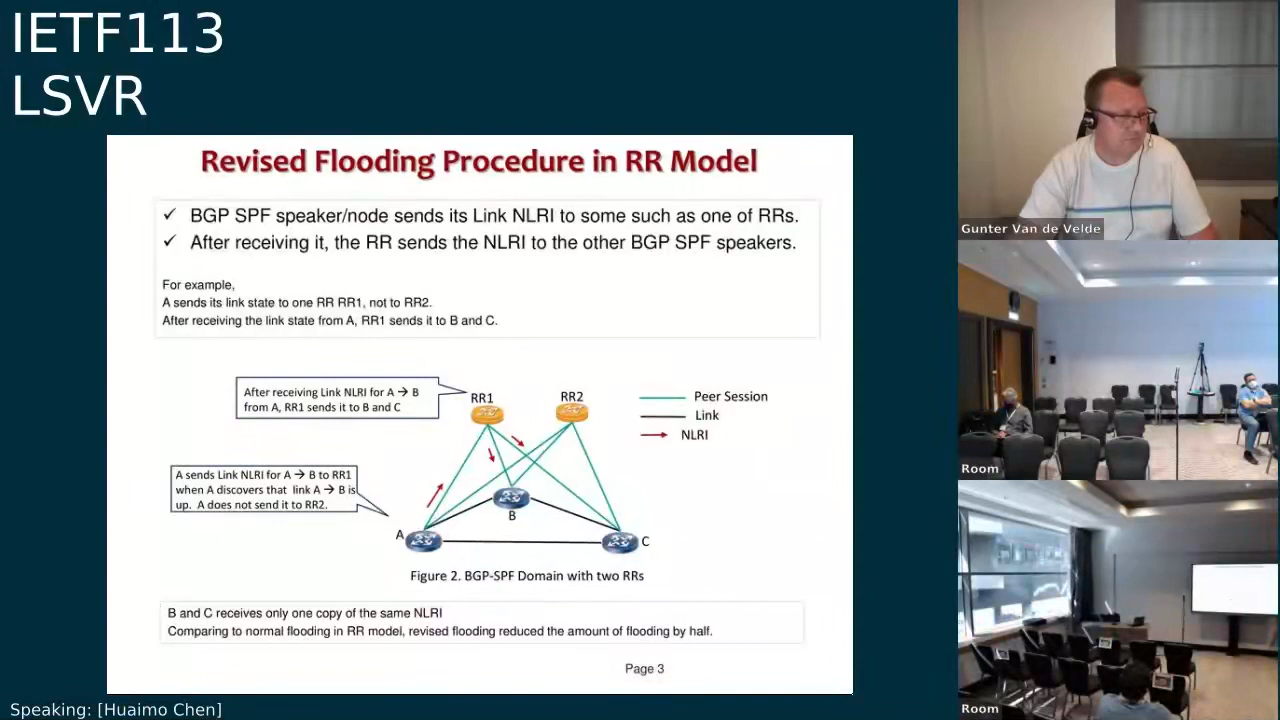 IETF113
LSVR
Revised Flooding Procedure in RR Model
✓ BGP SPF speaker/node sends its Link NLRI to some such as one of RRs.
✓ After receiving it, the RR sends the NLRI to the other BGP SPF speakers.
For example,
A sends its link state to one RR RR1, not to RR2.
After receiving the link state from A, RR1 sends it to B and C.
After receiving Link NLRI for A → B
from A, RR1 sends it to B and C
RR1
RR2
Peer Session
Link
NLRI
A sends Link NLRI for A → B to RR1
when A discovers that link A → B is
up. A does not send it to RR2.
B
A
C
Figure 2. BGP-SPF Domain with two RRs
B and C receives only one copy of the same NLRI
Comparing to normal flooding in RR model, revised flooding reduced the amount of flooding by half.
Page 3
Speaking: [Huaimo Chen]
Gunter Van de Velde
Room
Room